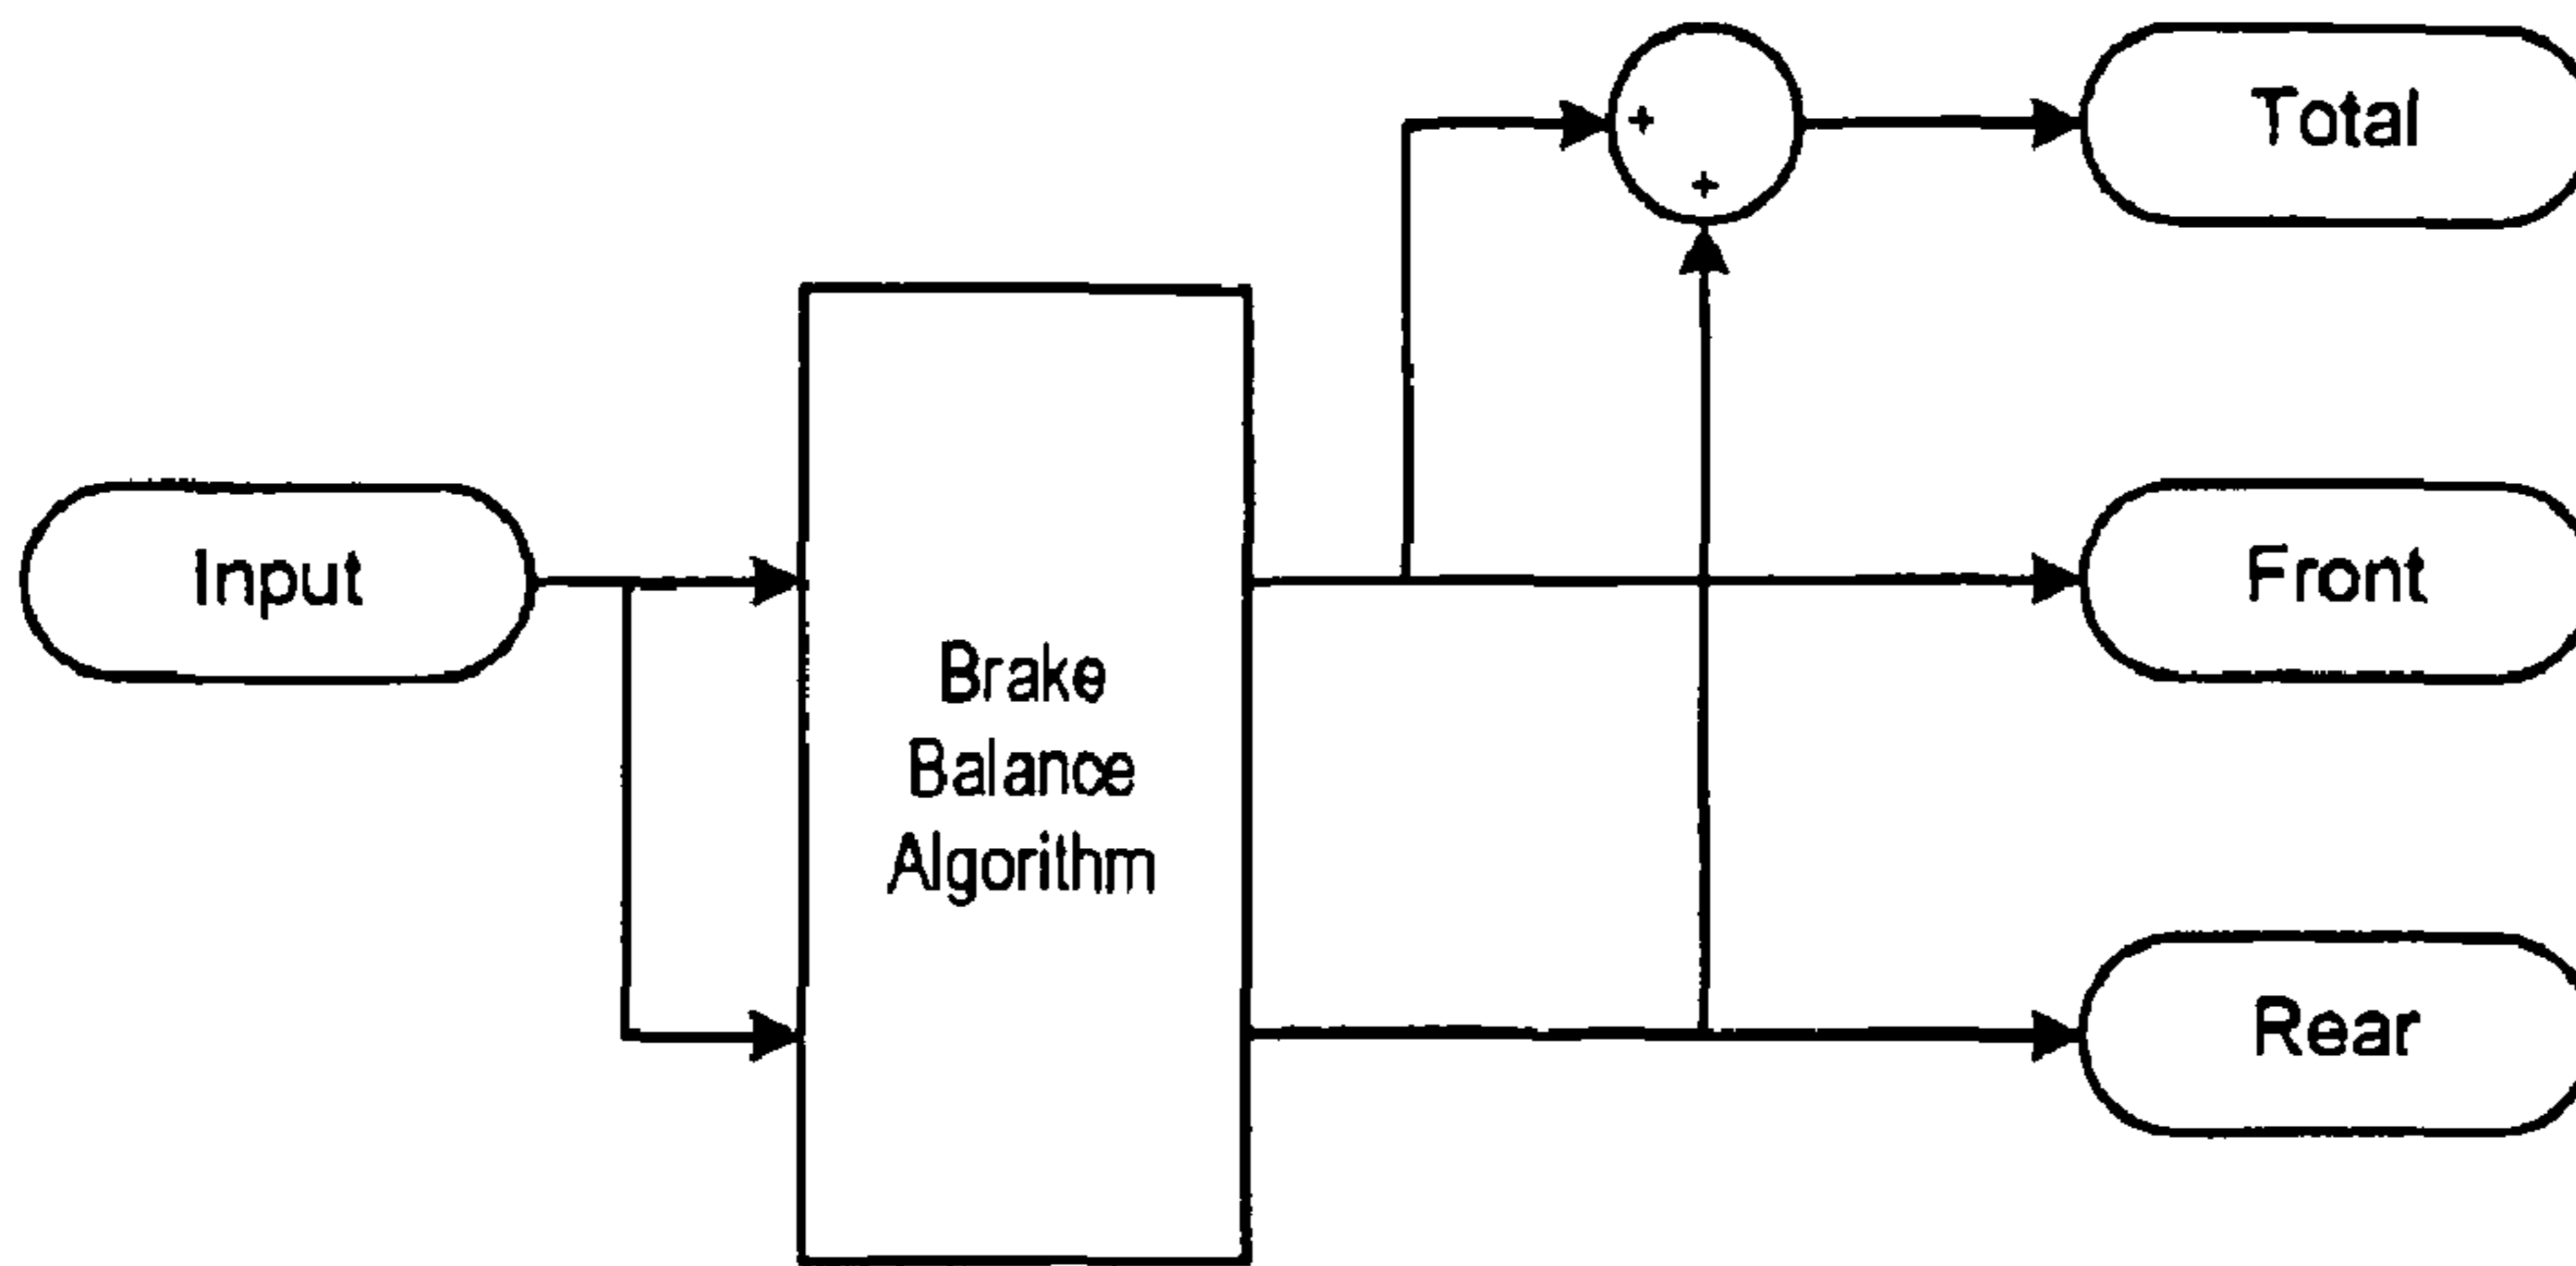 +
+
Total
Input
Front
Brake
Balance
Algorithm
Rear